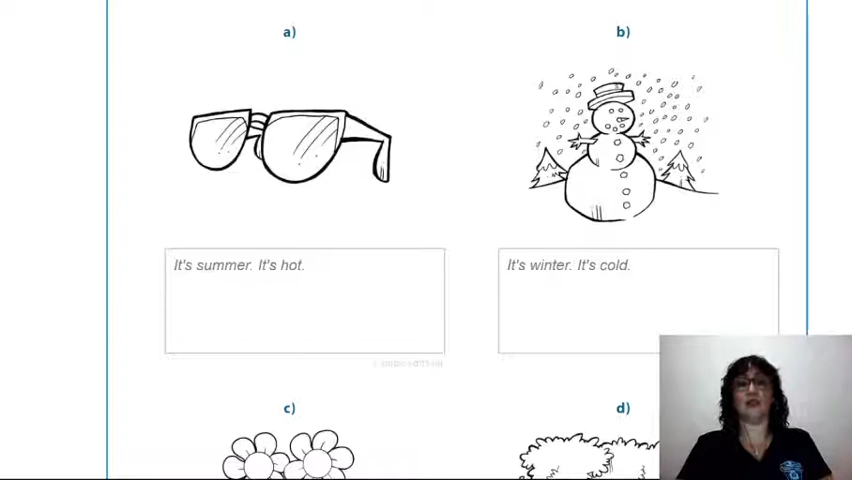 a)
b)
It's summer. It's hot.
It's winter. It's cold.
c)
d)